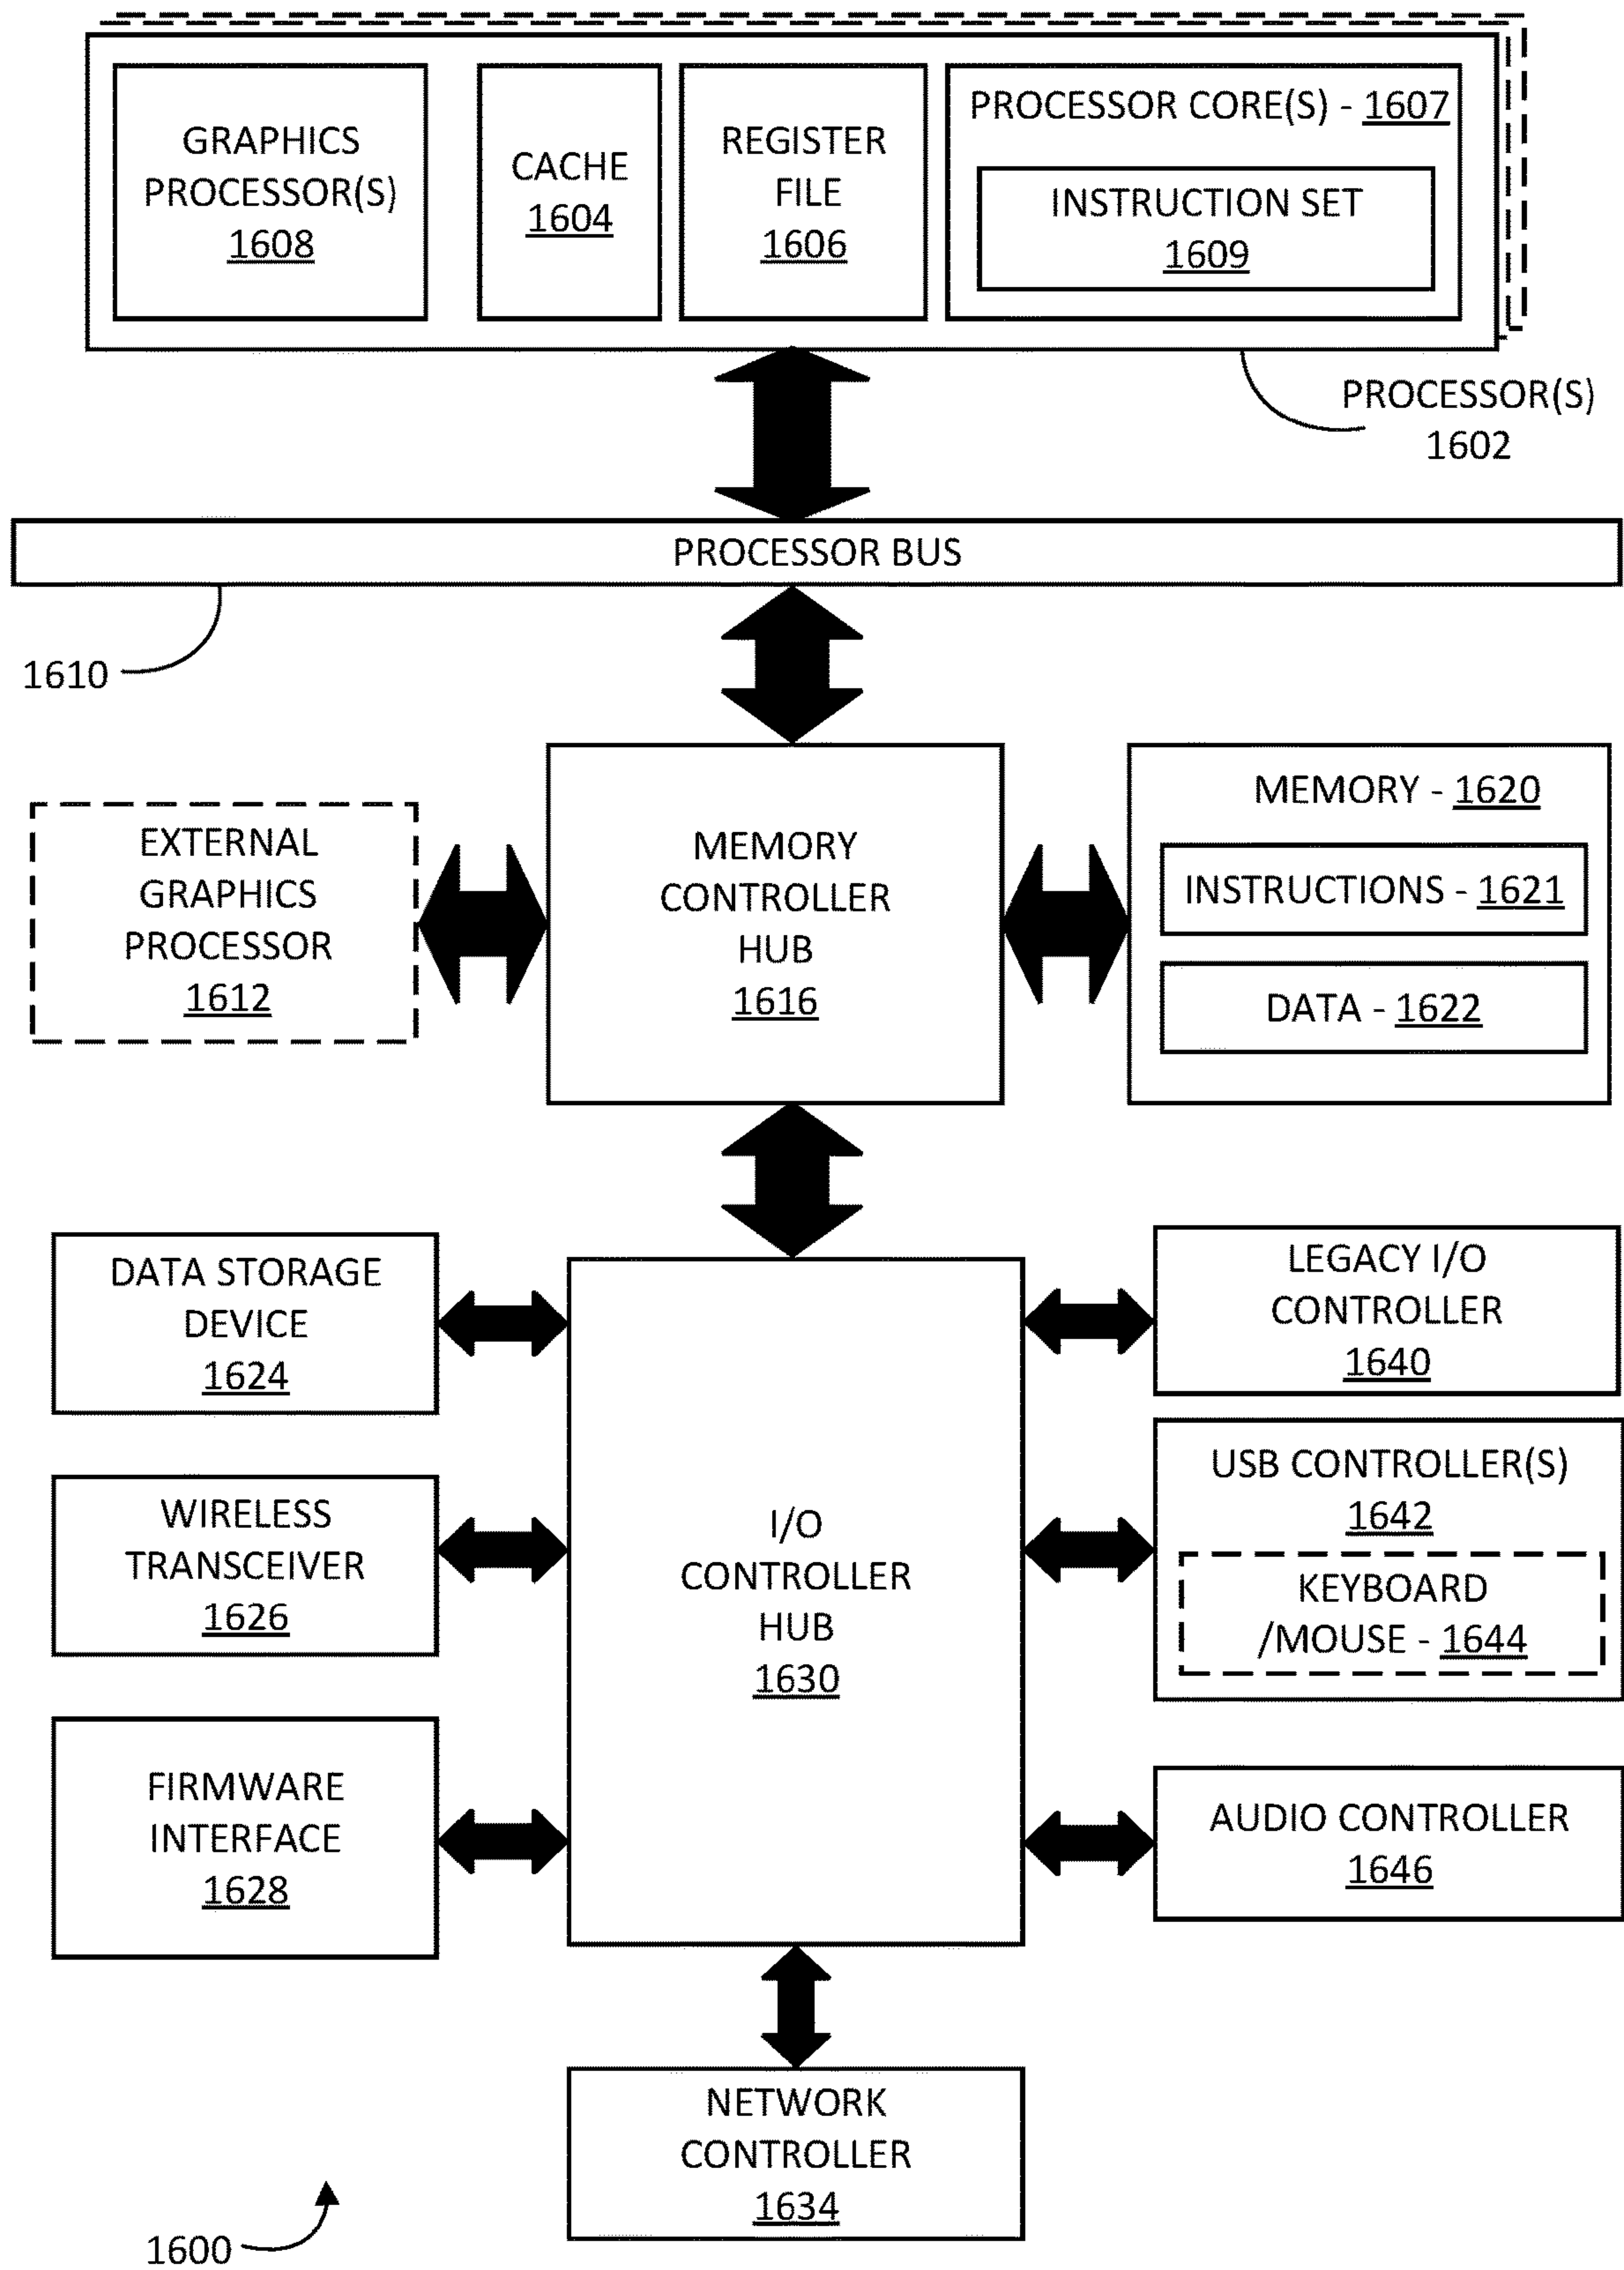 GRAPHICS
PROCESSOR(S)
1608
CACHE
1604
REGISTER
FILE
1606
PROCESSOR CORE(S) - 1607
INSTRUCTION SET
1609
PROCESSOR(S)
1602
PROCESSOR BUS
1610
EXTERNAL
GRAPHICS
PROCESSOR
1612
MEMORY
CONTROLLER
HUB
1616
MEMORY - 1620
INSTRUCTIONS - 1621
DATA - 1622
DATA STORAGE
DEVICE
1624
WIRELESS
TRANSCEIVER
1626
FIRMWARE
INTERFACE
1628
I/O
CONTROLLER
HUB
1630
LEGACY I/O
CONTROLLER
1640
USB CONTROLLER(S)
1642
KEYBOARD
/MOUSE - 1644
AUDIO CONTROLLER
1646
NETWORK
CONTROLLER
1634
1600